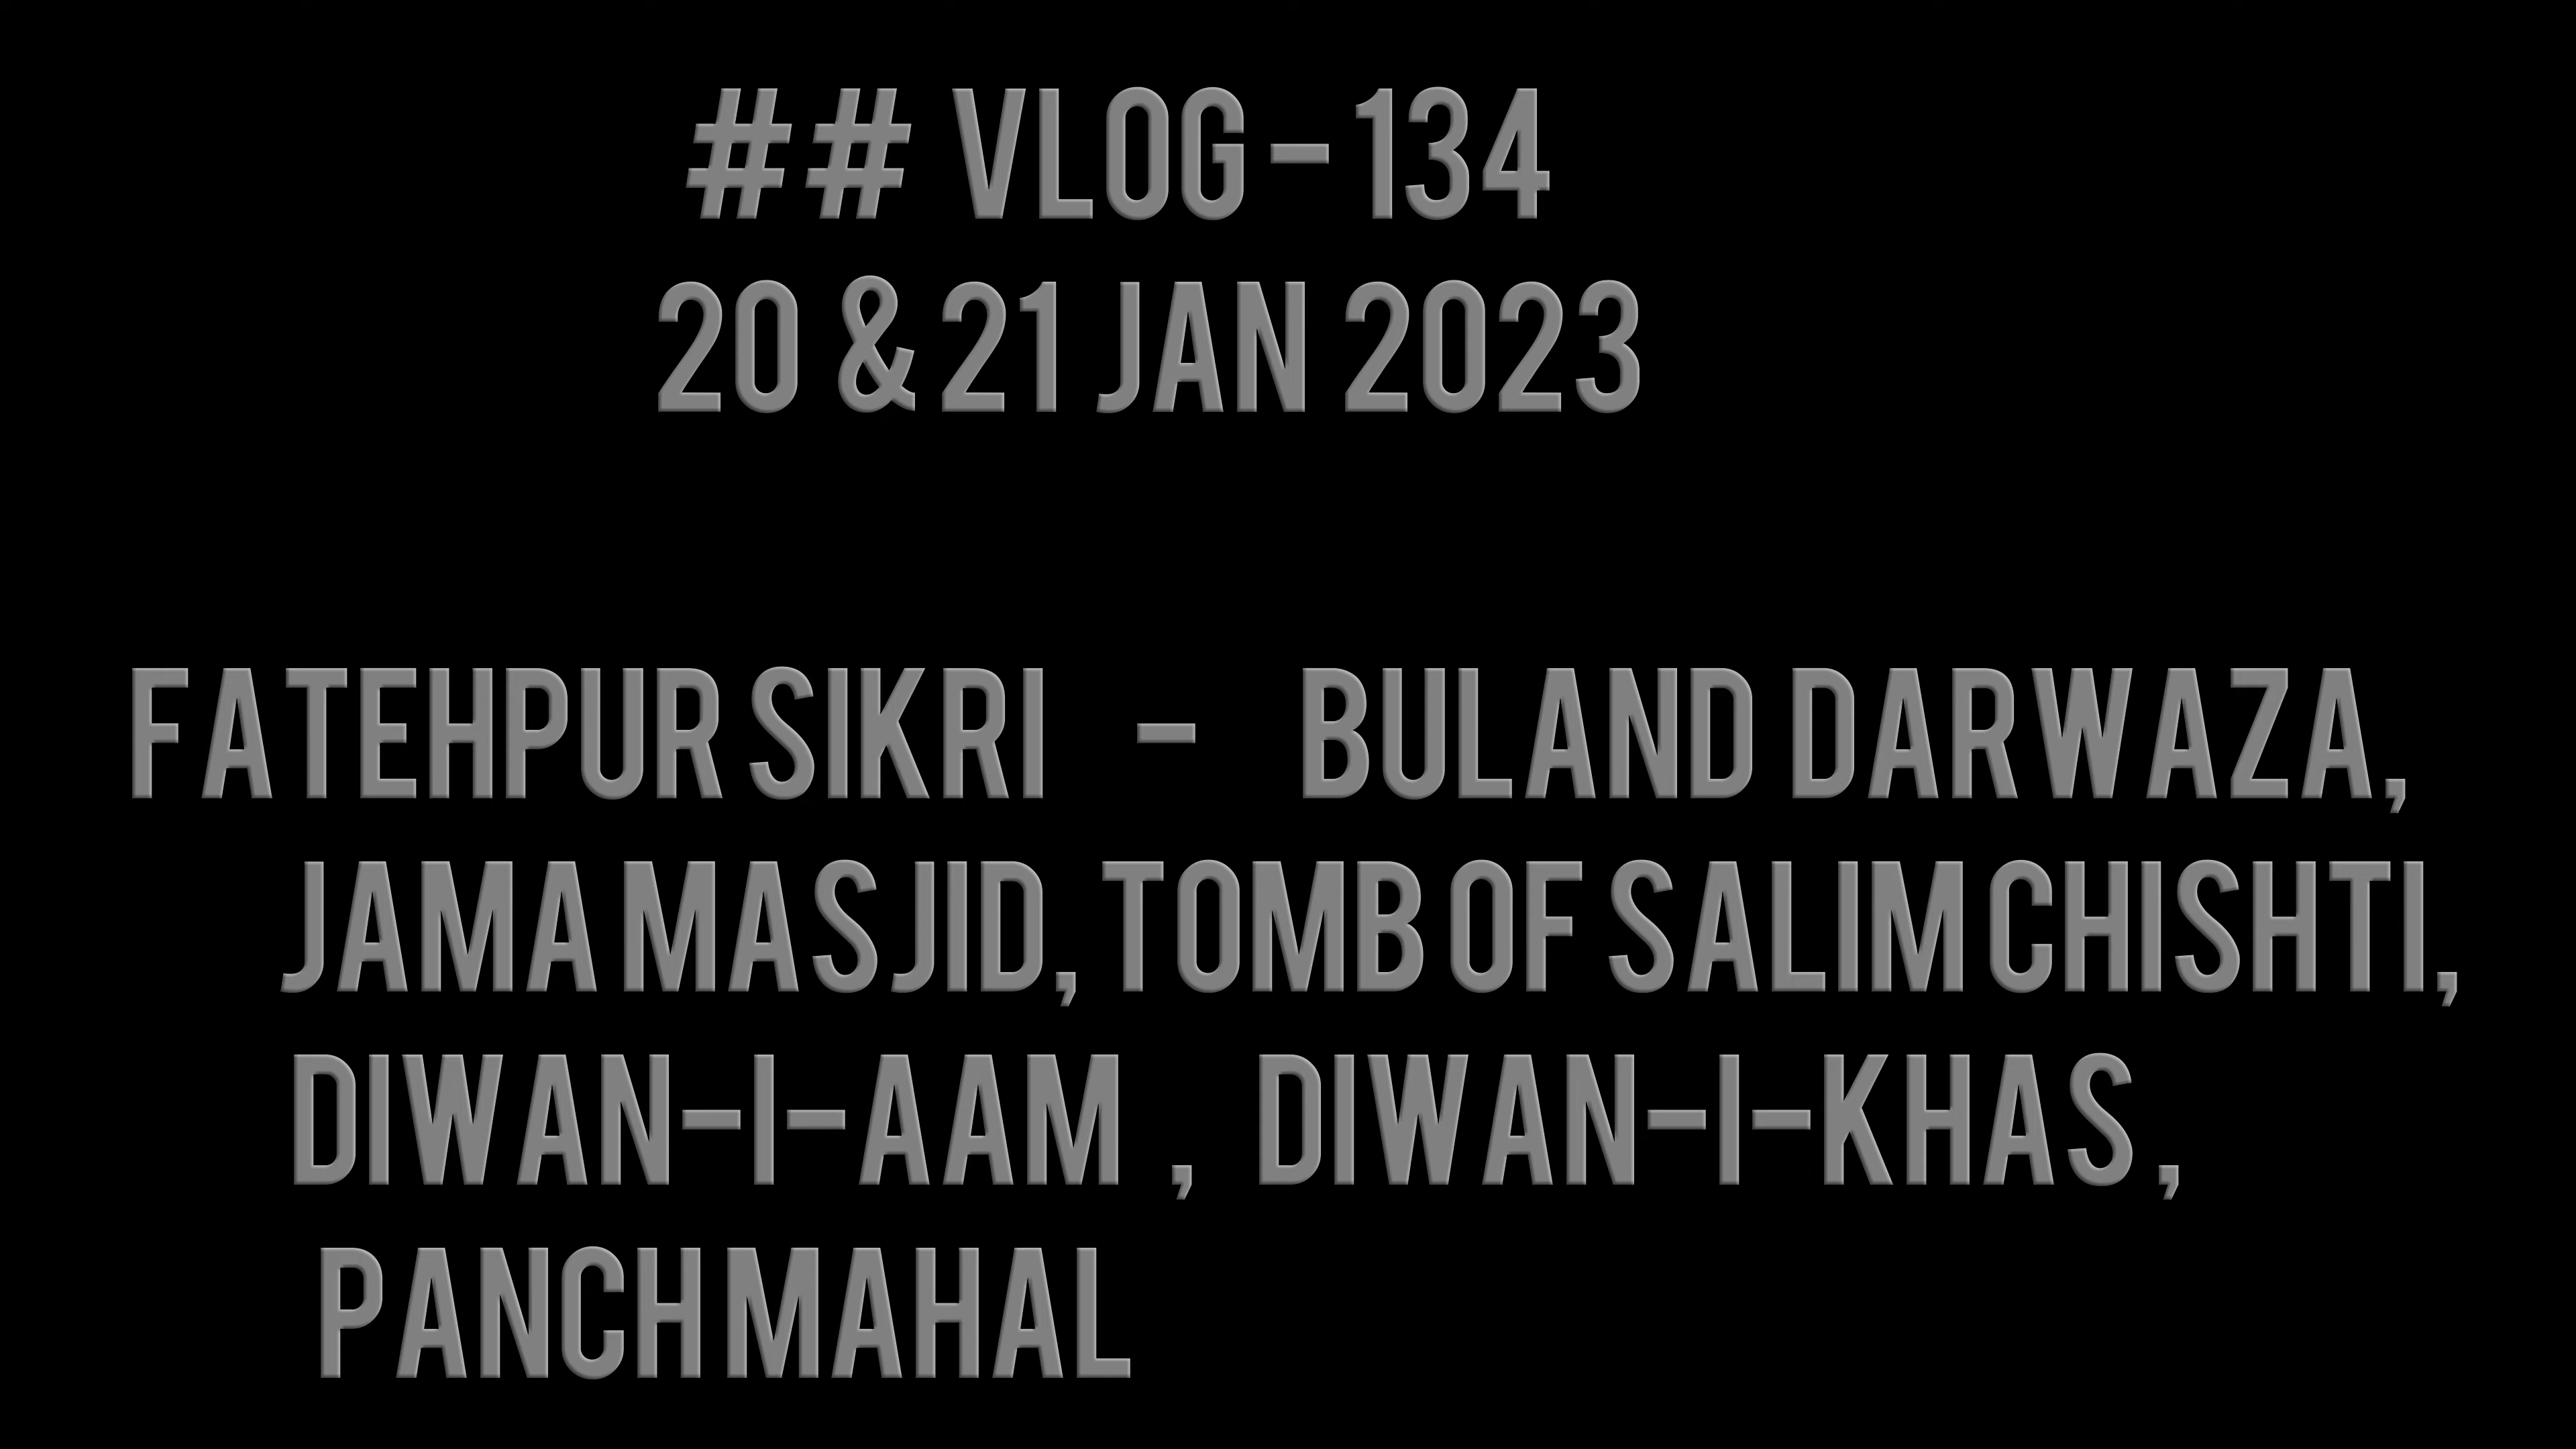 ## VLOG - 134
20 & 21 JAN 2023
FATEHPUR SIKRI - BULAND DARWAZA,
JAMA MASJID, TOMB OF SALIM CHISHTI,
DIWAN-I-AAM , DIWAN-I-KHAS ,
PANCH MAHAL